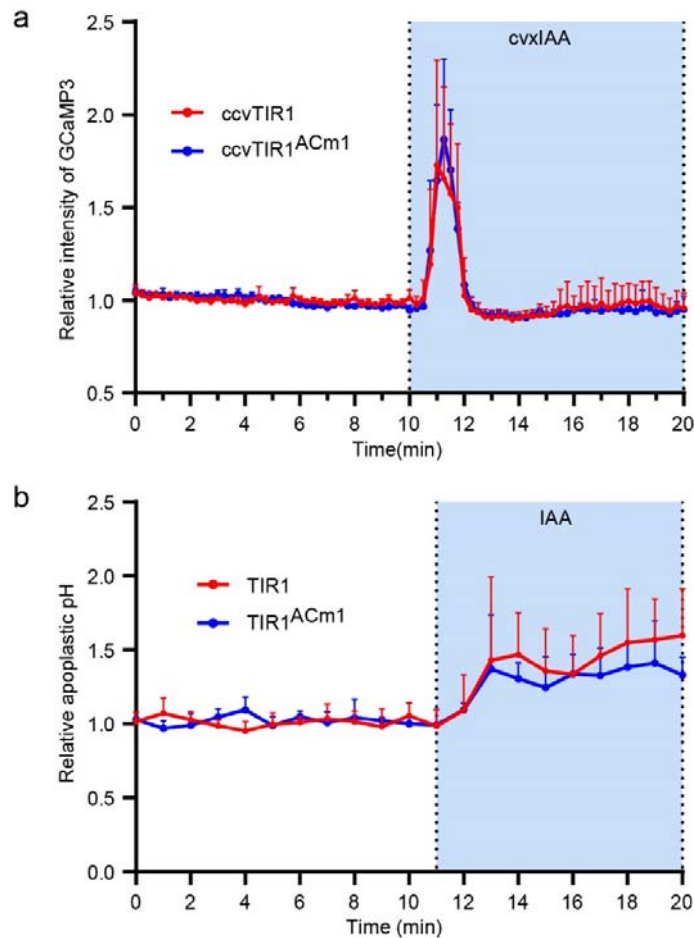 a
2.5
2.0
1.5
1.0
0.5
Relative intensity of GCaMP3
cvxIAA
ccvTIR1
ccvTIR1ACm1
0 2 4 6 8 10 12 14 16 18 20
Time(min)
b
2.5
2.0
1.5
1.0
0.5
0.0
Relative apoplastic pH
IAA
TIR1
TIR1ACm1
0 2 4 6 8 10 12 14 16 18 20
Time (min)